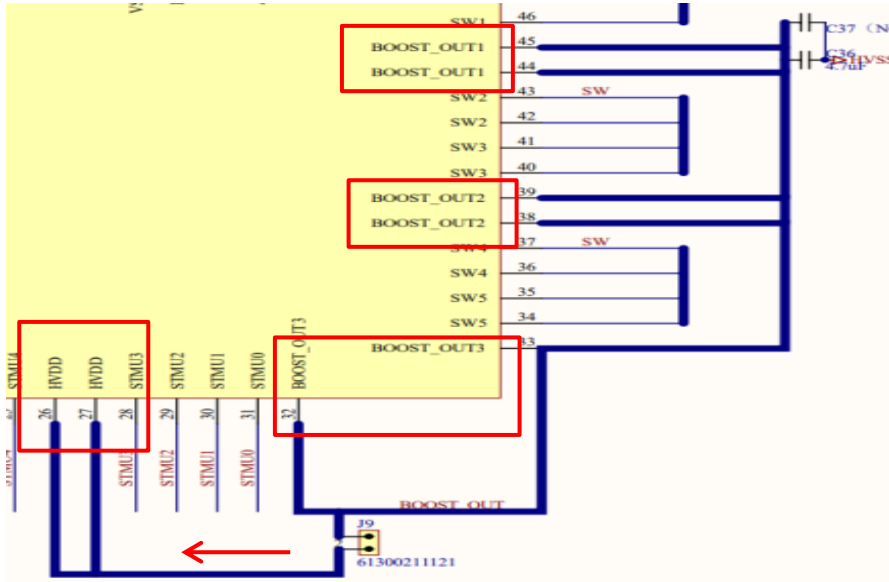 SW1 46
BOOST_OUT1 45
C37
BOOST_OUT1 44
C36
4.7uF
HVSS
SW2 43 SW
SW2 42
SW3 41
SW3 40
BOOST_OUT2 39
BOOST_OUT2 38
SW4 37 SW
SW4 36
SW5 35
SW5 34
BOOST_OUT3 33
STMU4
HVDD
HVDD
STMU3
STMU2
STMU1
STMU0
BOOST_OUT3
26
27
28
29
30
31
32
STMU2
STMU1
STMU0
BOOST_OUT
J9
61300211121